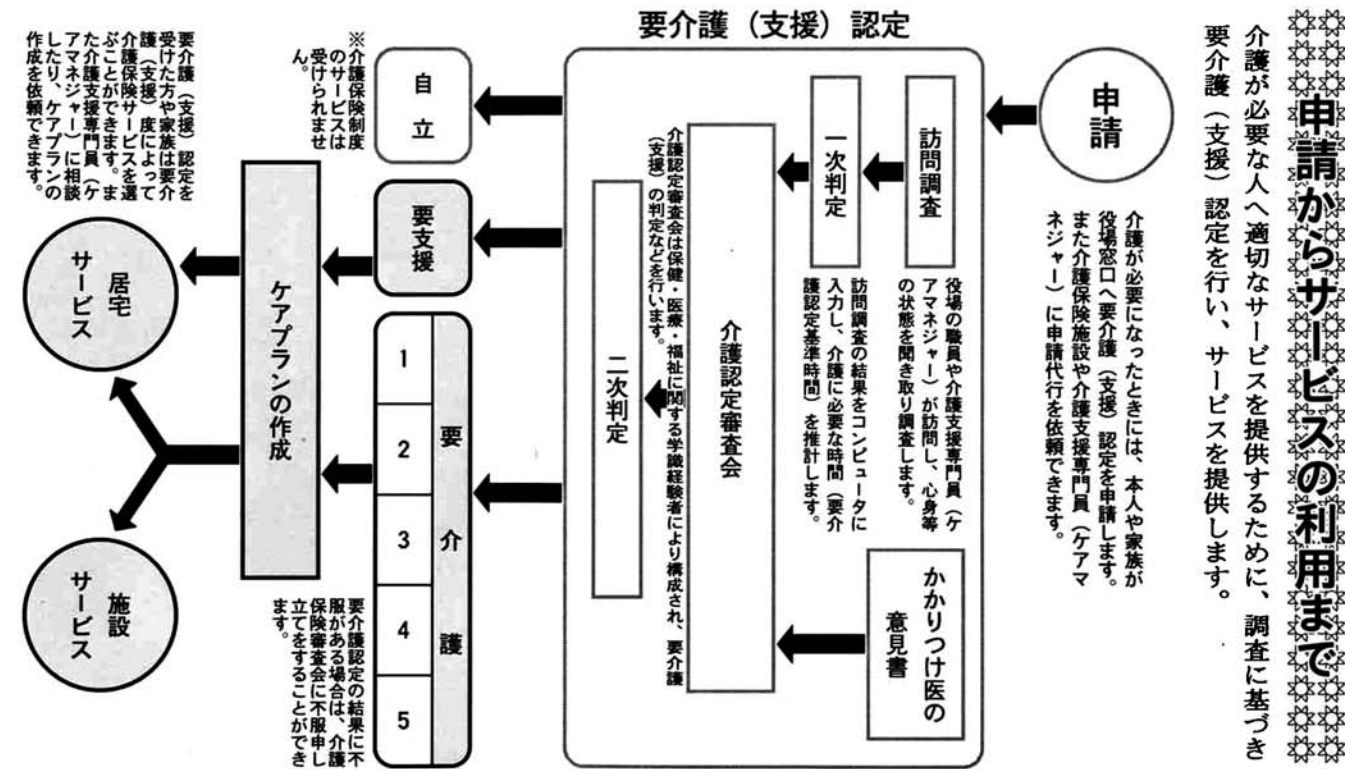 申請からサービスの利用まで
介護が必要な人へ適切なサービスを提供するために、調査に基づき
要介護（支援）認定を行い、サービスを提供します。
申請
介護が必要になったときには、本人や家族が
役場窓口へ要介護（支援）認定を申請します。
また介護保険施設や介護支援専門員（ケアマ
ネジャー）に申請代行を依頼できます。
要介護（支援）認定
訪問調査
役場の職員や介護支援専門員（ケ
アマネジャー）が訪問し、心身等
の状態を聞き取り調査します。
一次判定
訪問調査の結果をコンピュータに
入力し、介護に必要な時間（要介
護認定基準時間）を推計します。
かかりつけ医の
意見書
介護認定審査会
介護認定審査会は保健・医療・福祉に関する学識経験者により構成され、要介護
（支援）の判定などを行います。
二次判定
自立
※介護保険制度
のサービスは
受けられませ
ん。
要支援
要介護
1
2
3
4
5
要介護認定の結果に不
服がある場合は、介護
保険審査会に不服申し
立てをすることができ
ます。
ケアプランの作成
要介護（支援）認定を
受けた方や家族は要介
護（支援）度によって
介護保険サービスを選
ぶことができます。ま
た介護支援専門員（ケ
アマネジャー）に相談
したり、ケアプランの
作成を依頼できます。
居宅
サービス
施設
サービス